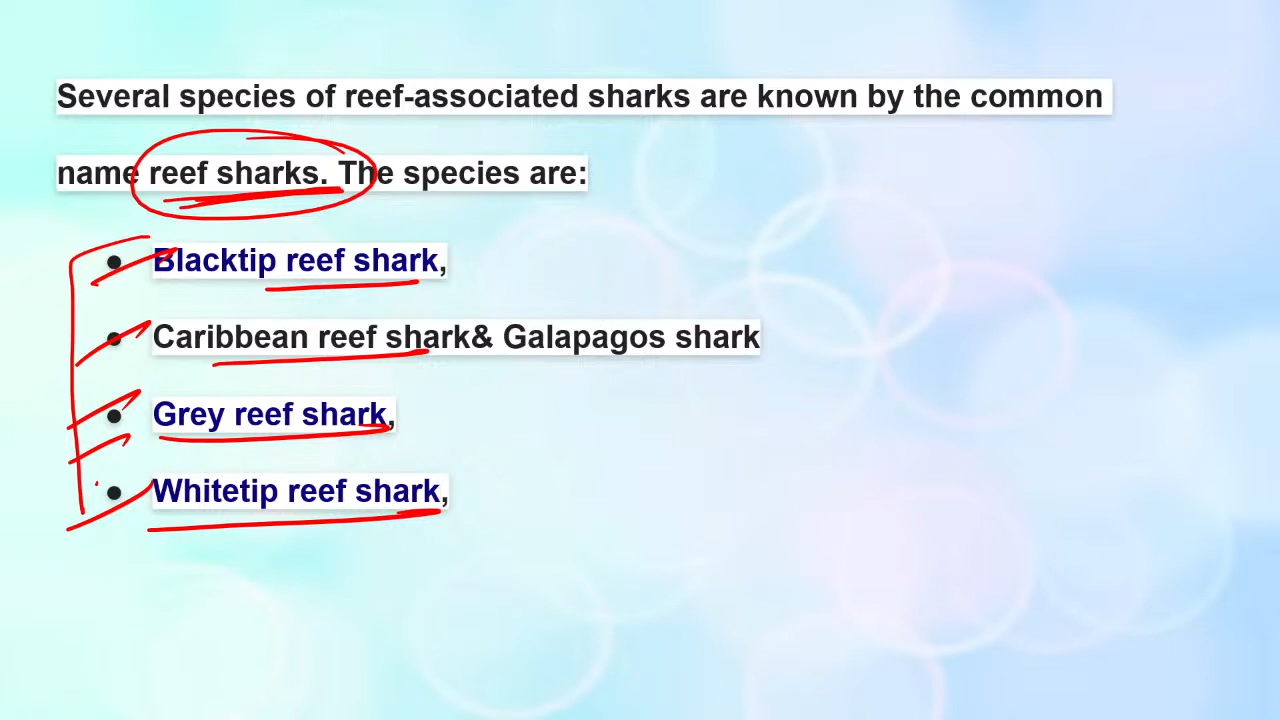 Several species of reef-associated sharks are known by the common
name reef sharks. The species are:
● Blacktip reef shark,
● Caribbean reef shark& Galapagos shark
● Grey reef shark,
● Whitetip reef shark,